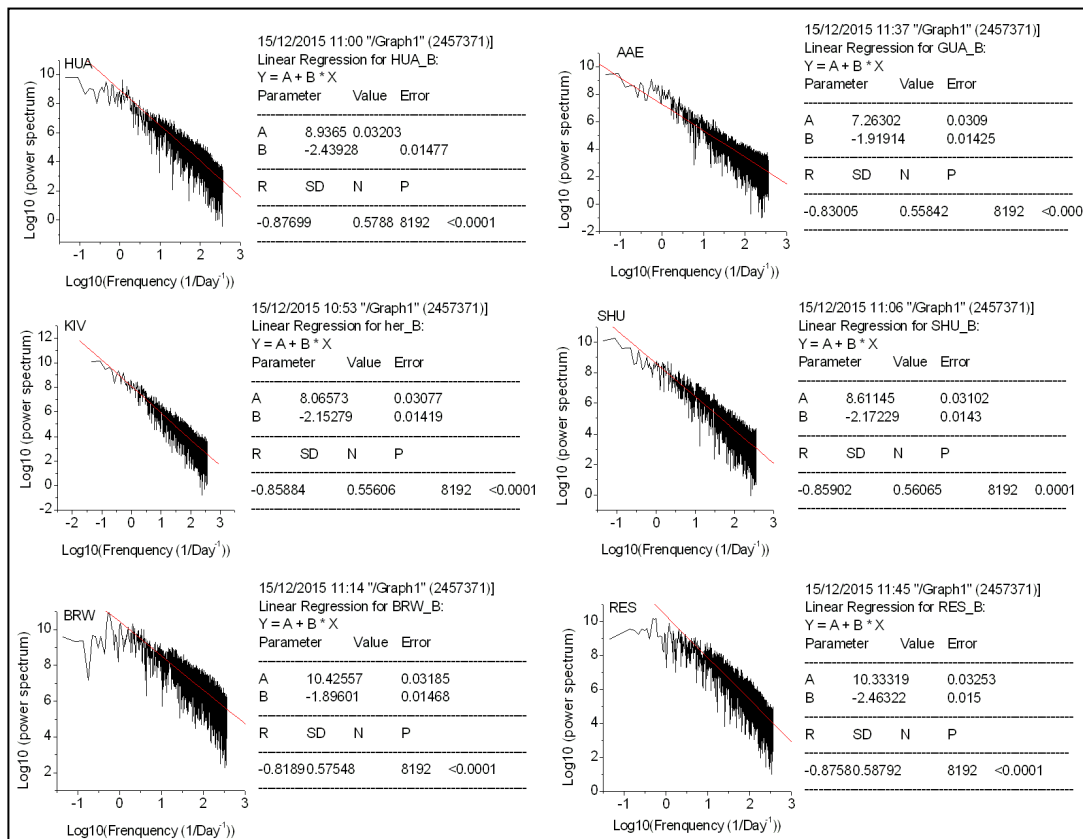 HUA
10
8
6
4
2
0
Log10 (power spectrum)
-1 0 1 2 3
Log10(Frenquency (1/Day-1))
15/12/2015 11:00 "/Graph1" (2457371)]
Linear Regression for HUA_B:
Y = A + B * X
Parameter Value Error
A 8.9365 0.03203
B -2.43928 0.01477
R SD N P
-0.87699 0.5788 8192 <0.0001
AAE
10
8
6
4
2
0
-2
Log10 (power spectrum)
-1 0 1 2 3
Log10(Frenquency (1/Day-1))
15/12/2015 11:37 "/Graph1" (2457371)]
Linear Regression for GUA_B:
Y = A + B * X
Parameter Value Error
A 7.26302 0.0309
B -1.91914 0.01425
R SD N P
-0.83005 0.55842 8192 <0.000
KIV
12
10
8
6
4
2
0
-2
Log10 (power spectrum)
-2 -1 0 1 2 3
Log10(Frenquency (1/Day-1))
15/12/2015 10:53 "/Graph1" (2457371)]
Linear Regression for her_B:
Y = A + B * X
Parameter Value Error
A 8.06573 0.03077
B -2.15279 0.01419
R SD N P
-0.85884 0.55606 8192 <0.0001
SHU
10
8
6
4
2
0
Log10 (power spectrum)
-1 0 1 2 3
Log10(Frenquency (1/Day-1))
15/12/2015 11:06 "/Graph1" (2457371)]
Linear Regression for SHU_B:
Y = A + B * X
Parameter Value Error
A 8.61145 0.03102
B -2.17229 0.0143
R SD N P
-0.85902 0.56065 8192 0.0001
BRW
10
8
6
4
2
Log10 (power spectrum)
-1 0 1 2 3
Log10(Frenquency (1/Day-1))
15/12/2015 11:14 "/Graph1" (2457371)]
Linear Regression for BRW_B:
Y = A + B * X
Parameter Value Error
A 10.42557 0.03185
B -1.89601 0.01468
R SD N P
-0.8189 0.57548 8192 <0.0001
RES
10
8
6
4
2
0
Log10 (power spectrum)
-1 0 1 2 3
Log10(Frenquency (1/Day-1))
15/12/2015 11:45 "/Graph1" (2457371)]
Linear Regression for RES_B:
Y = A + B * X
Parameter Value Error
A 10.33319 0.03253
B -2.46322 0.015
R SD N P
-0.8758 0.58792 8192 <0.0001